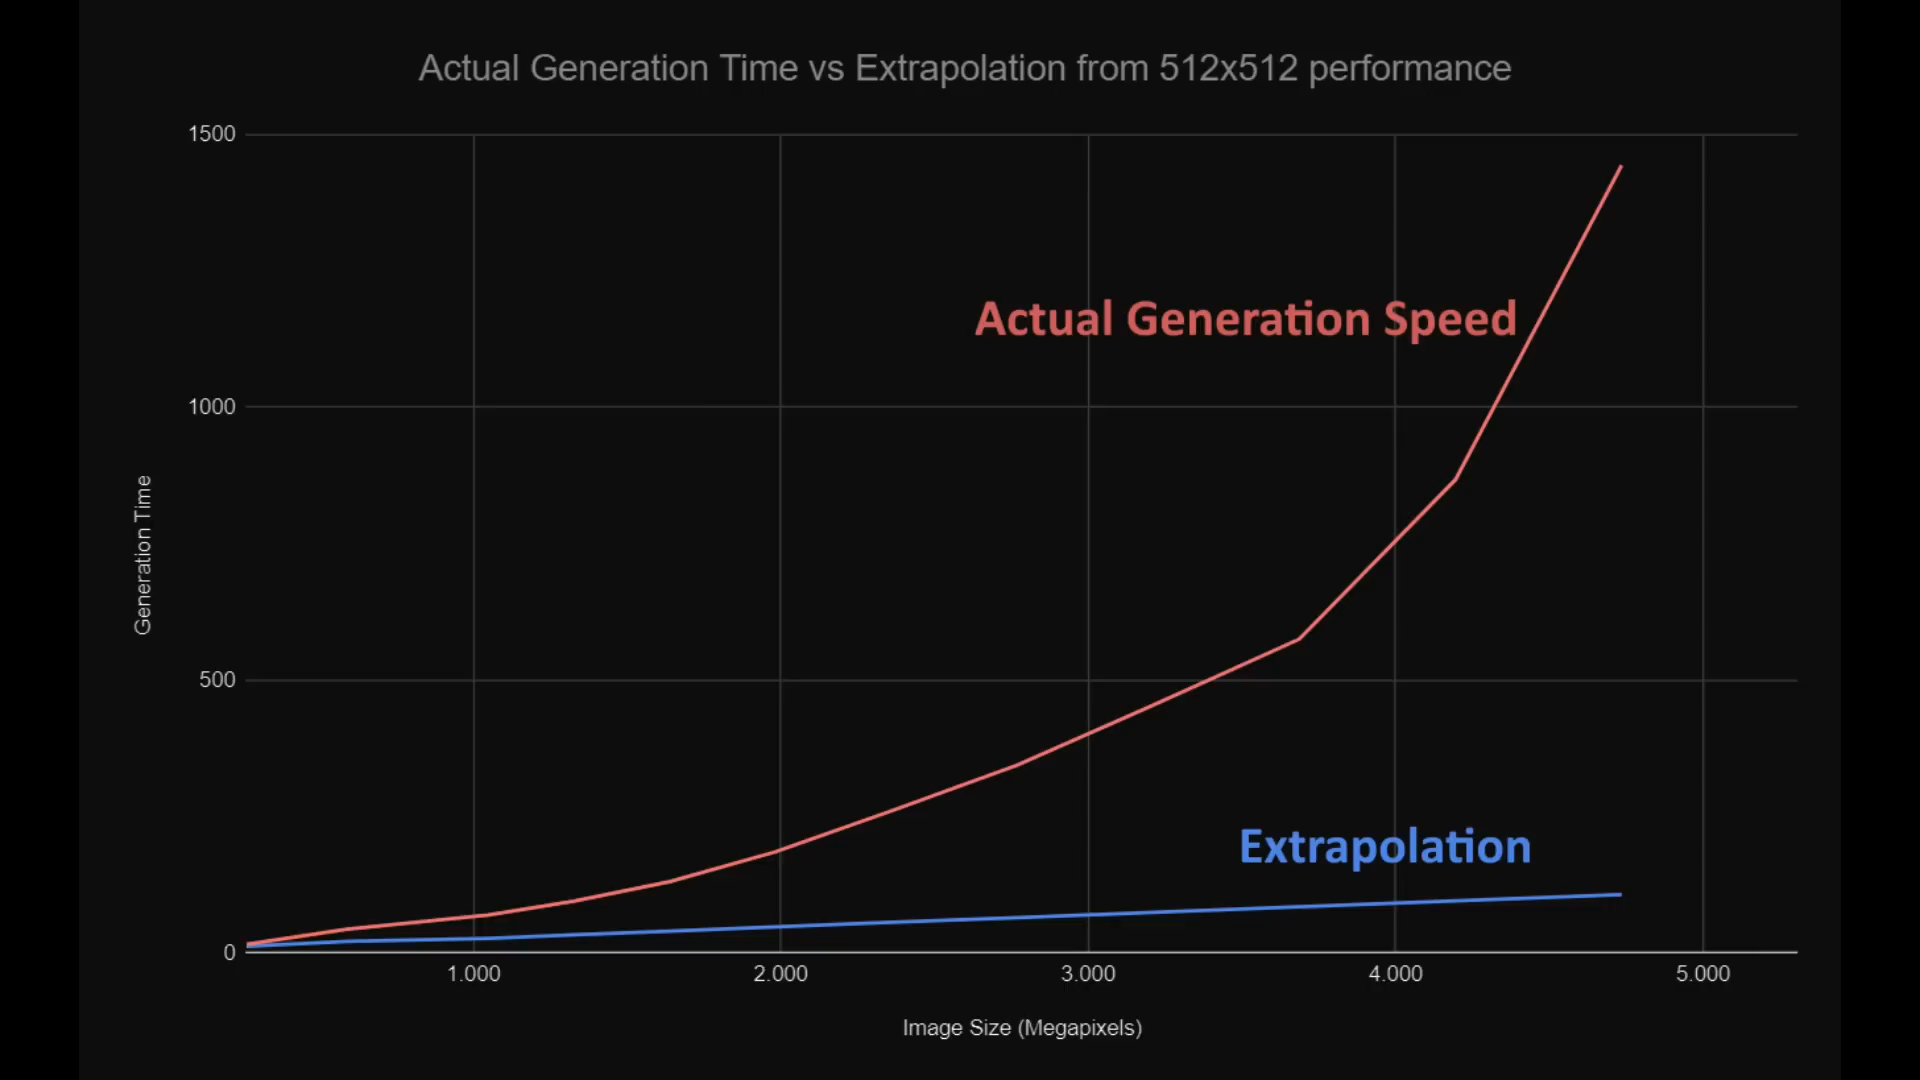 Actual Generation Time vs Extrapolation from 512x512 performance
1500
Actual Generation Speed
1000
Generation Time
500
Extrapolation
0
1.000 2.000 3.000 4.000 5.000
Image Size (Megapixels)